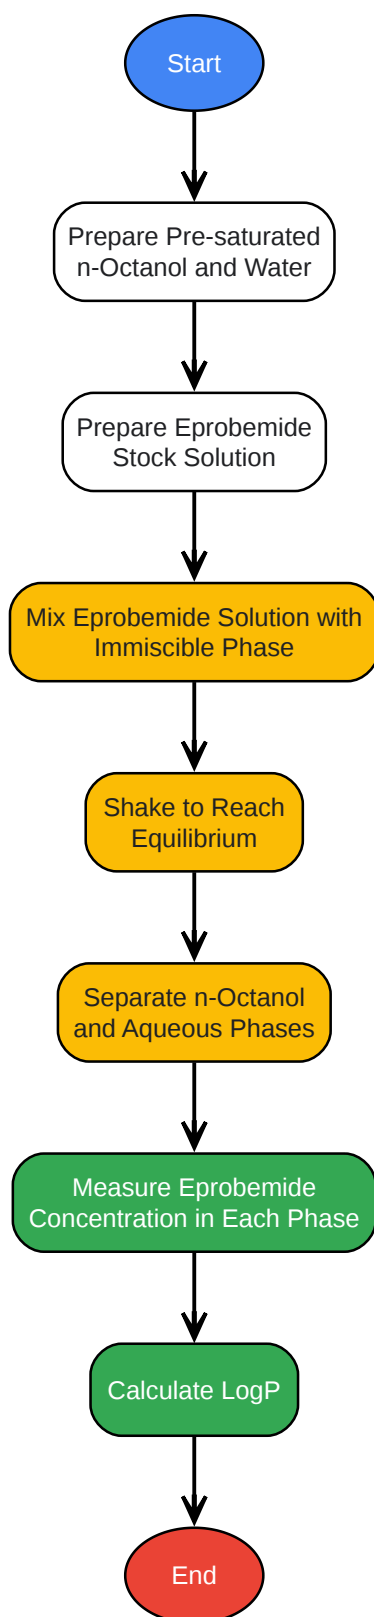 Start
Prepare Pre-saturated
n-Octanol and Water
Prepare Eprobemide
Stock Solution
Mix Eprobemide Solution with
Immiscible Phase
Shake to Reach
Equilibrium
Separate n-Octanol
and Aqueous Phases
Measure Eprobemide
Concentration in Each Phase
Calculate LogP
End